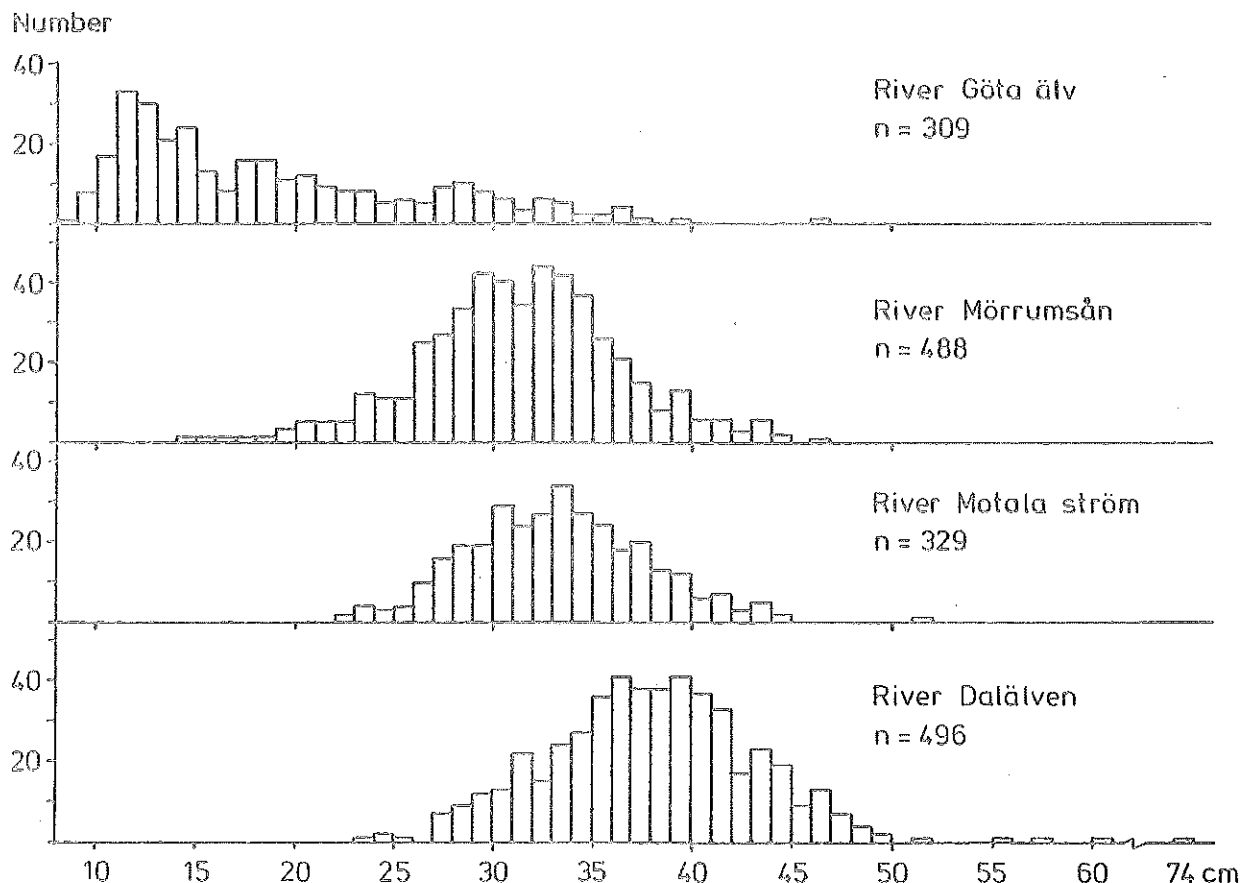 Number
40
20
River Göta älv
n = 309
40
20
River Mörrumsån
n = 488
40
20
River Motala ström
n = 329
40
20
River Dalälven
n = 496
10 15 20 25 30 35 40 45 50 55 60 74 cm